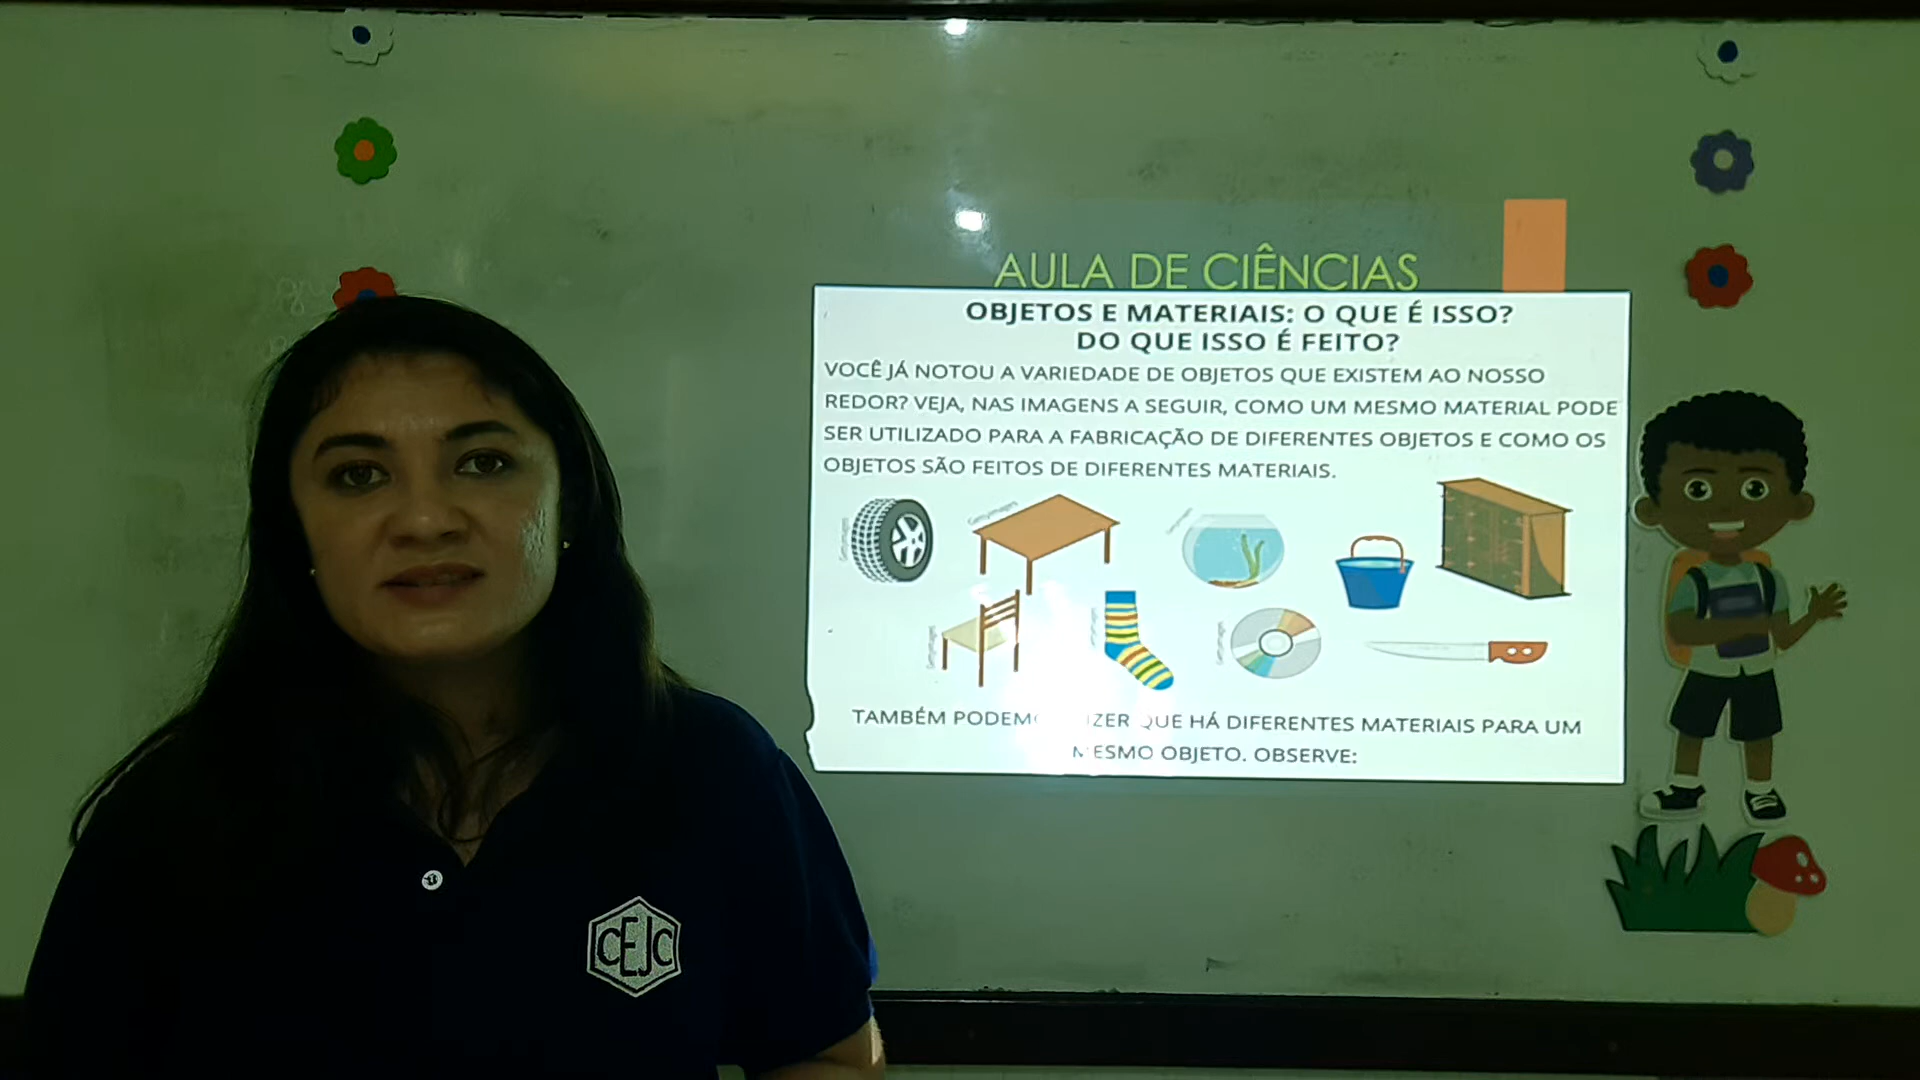 AULA DE CIÊNCIAS
OBJETOS E MATERIAIS: O QUE É ISSO?
DO QUE ISSO É FEITO?
VOCÊ JÁ NOTOU A VARIEDADE DE OBJETOS QUE EXISTEM AO NOSSO
REDOR? VEJA, NAS IMAGENS A SEGUIR, COMO UM MESMO MATERIAL PODE
SER UTILIZADO PARA A FABRICAÇÃO DE DIFERENTES OBJETOS E COMO OS
OBJETOS SÃO FEITOS DE DIFERENTES MATERIAIS.
TAMBÉM QUE HÁ DIFERENTES MATERIAIS PARA UM
MESMO OBJETO. OBSERVE:
CEJC